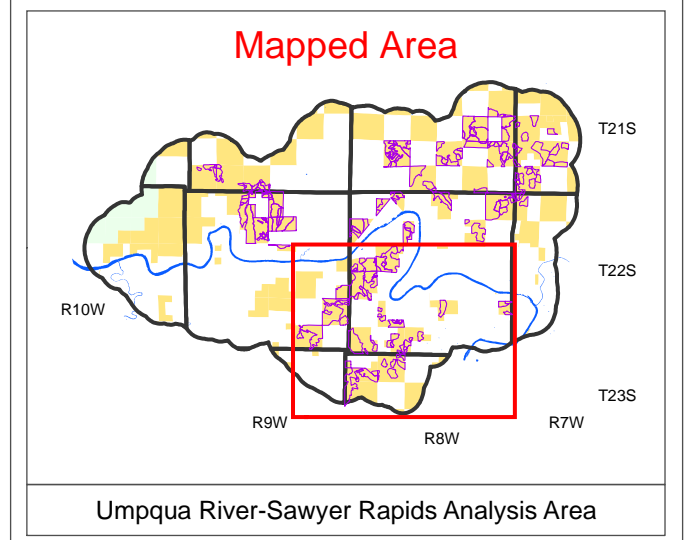 Mapped Area
T21S
T22S
R10W
T23S
R9W
R8W
R7W
Umpqua River-Sawyer Rapids Analysis Area